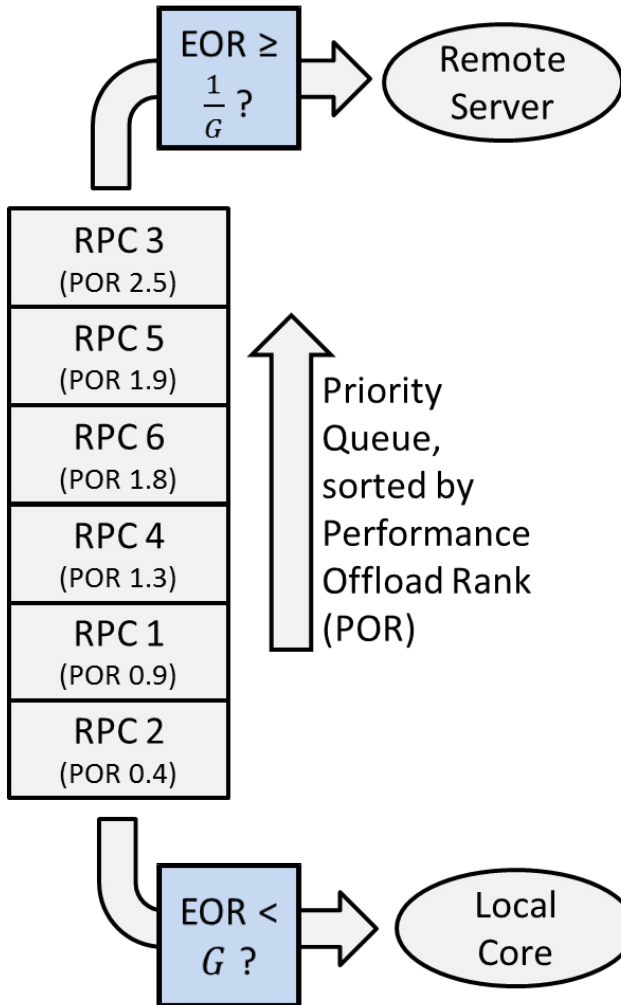 EOR ≥
1
G ?
Remote
Server
RPC 3
(POR 2.5)
RPC 5
(POR 1.9)
RPC 6
(POR 1.8)
RPC 4
(POR 1.3)
RPC 1
(POR 0.9)
RPC 2
(POR 0.4)
Priority
Queue,
sorted by
Performance
Offload Rank
(POR)
EOR <
G ?
Local
Core